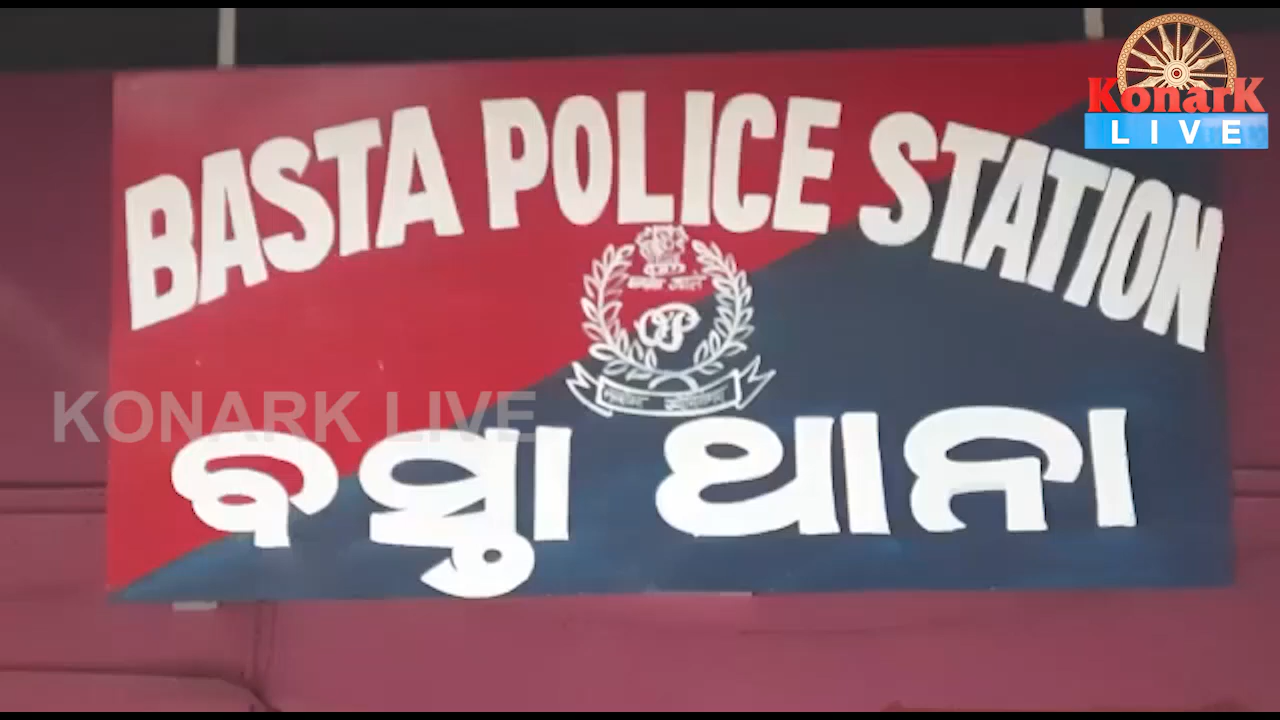 Konark
LIVE
BASTA POLICE STATION
KONARK LIVE
ବସ୍ତା ଥାନା